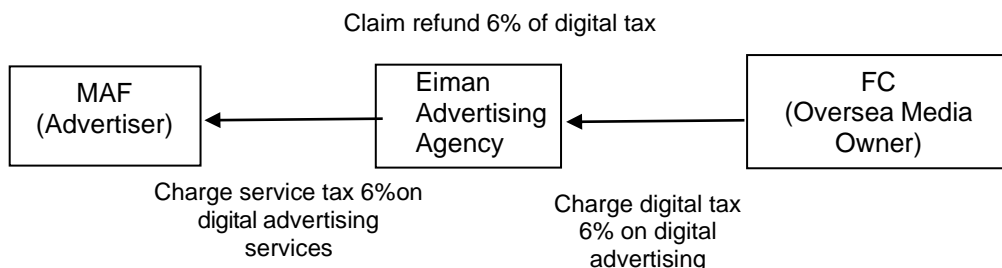 Claim refund 6% of digital tax
MAF
(Advertiser)
Eiman
Advertising
Agency
FC
(Oversea Media
Owner)
Charge service tax 6%on
digital advertising
services
Charge digital tax
6% on digital
advertising